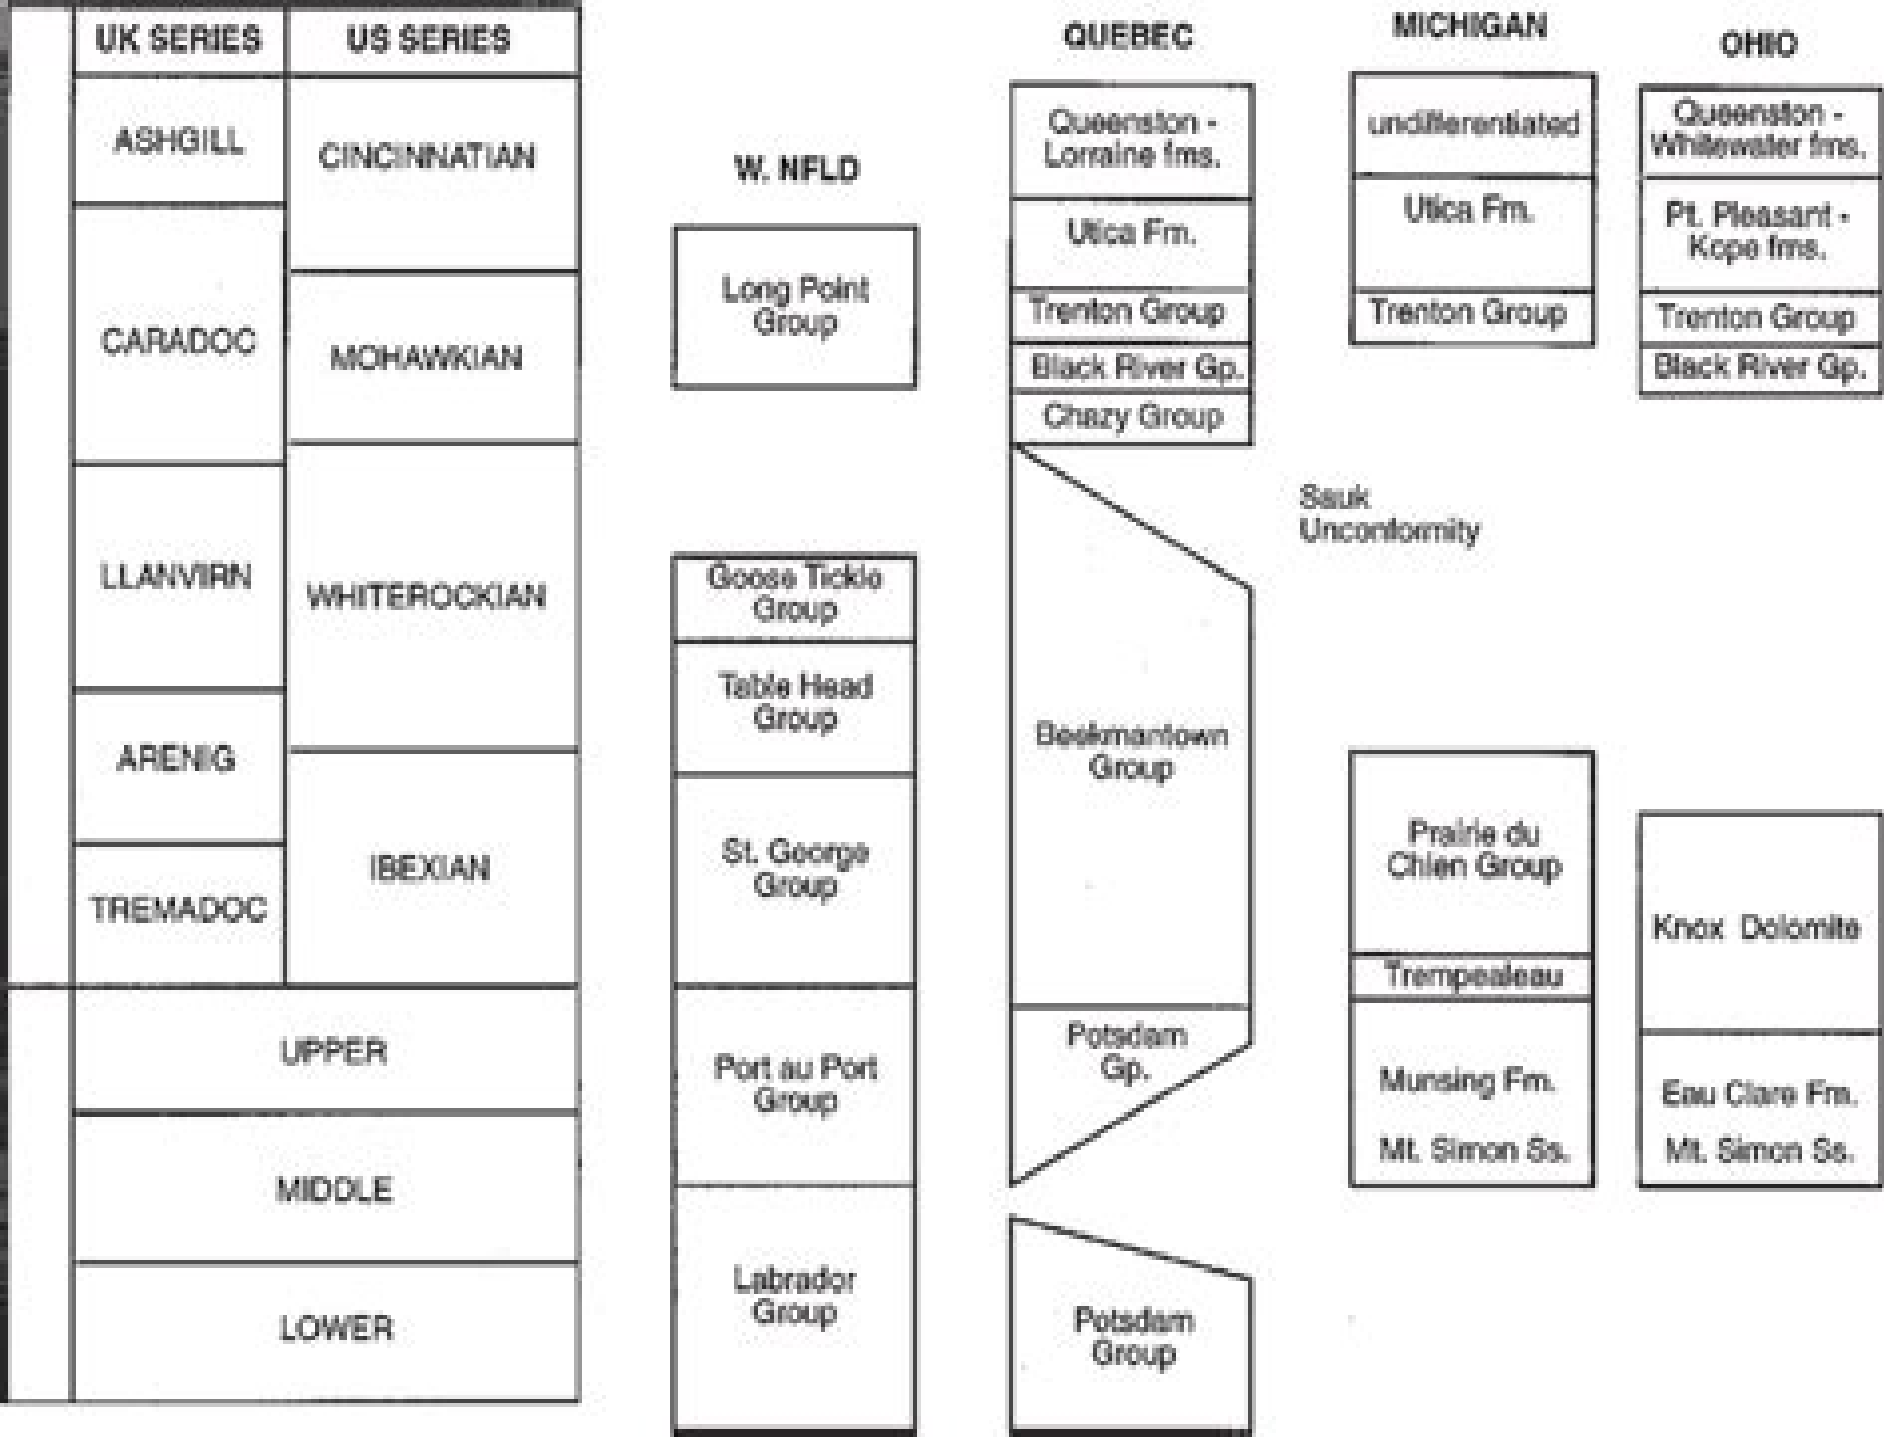 UK SERIES
US SERIES
ASHGILL
CARADOC
LLANVIRN
ARENIG
TREMADOC
CINCINNATIAN
MOHAWKIAN
WHITEROCKIAN
IBEXIAN
UPPER
MIDDLE
LOWER
W. NFLD
Long Point
Group
Goose Tickle
Group
Table Head
Group
St. George
Group
Port au Port
Group
Labrador
Group
QUEBEC
Queenston -
Lorraine fms.
Utica Fm.
Trenton Group
Black River Gp.
Chazy Group
Beekmantown
Group
Potsdam
Gp.
Potsdam
Group
Sauk
Unconformity
MICHIGAN
undifferentiated
Utica Fm.
Trenton Group
Prairie du
Chien Group
Trempealeau
Munsing Fm.
Mt. Simon Ss.
OHIO
Queenston -
Whitewater fms.
Pt. Pleasant -
Kope fms.
Trenton Group
Black River Gp.
Knox Dolomite
Eau Clare Fm.
Mt. Simon Ss.